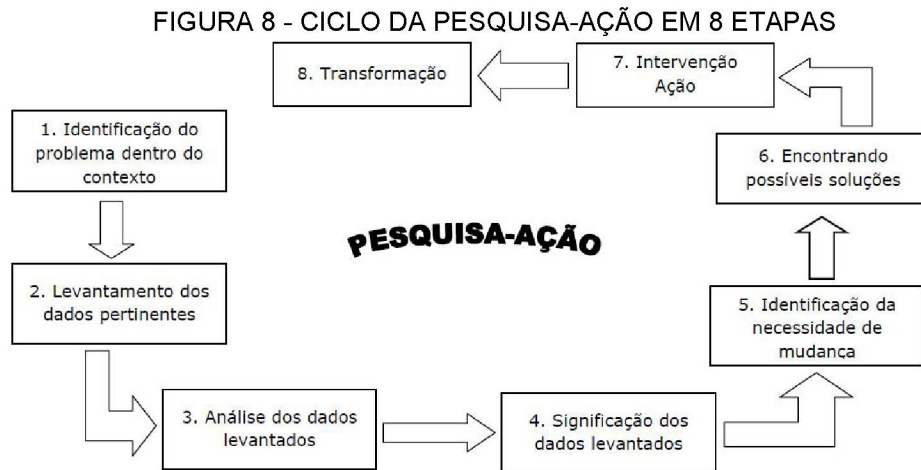 FIGURA 8 - CICLO DA PESQUISA-AÇÃO EM 8 ETAPAS
1. Identificação do
problema dentro do
contexto
2. Levantamento dos
dados pertinentes
3. Análise dos dados
levantados
4. Significação dos
dados levantados
5. Identificação da
necessidade de
mudança
6. Encontrando
possíveis soluções
7. Intervenção
Ação
8. Transformação
PESQUISA-AÇÃO